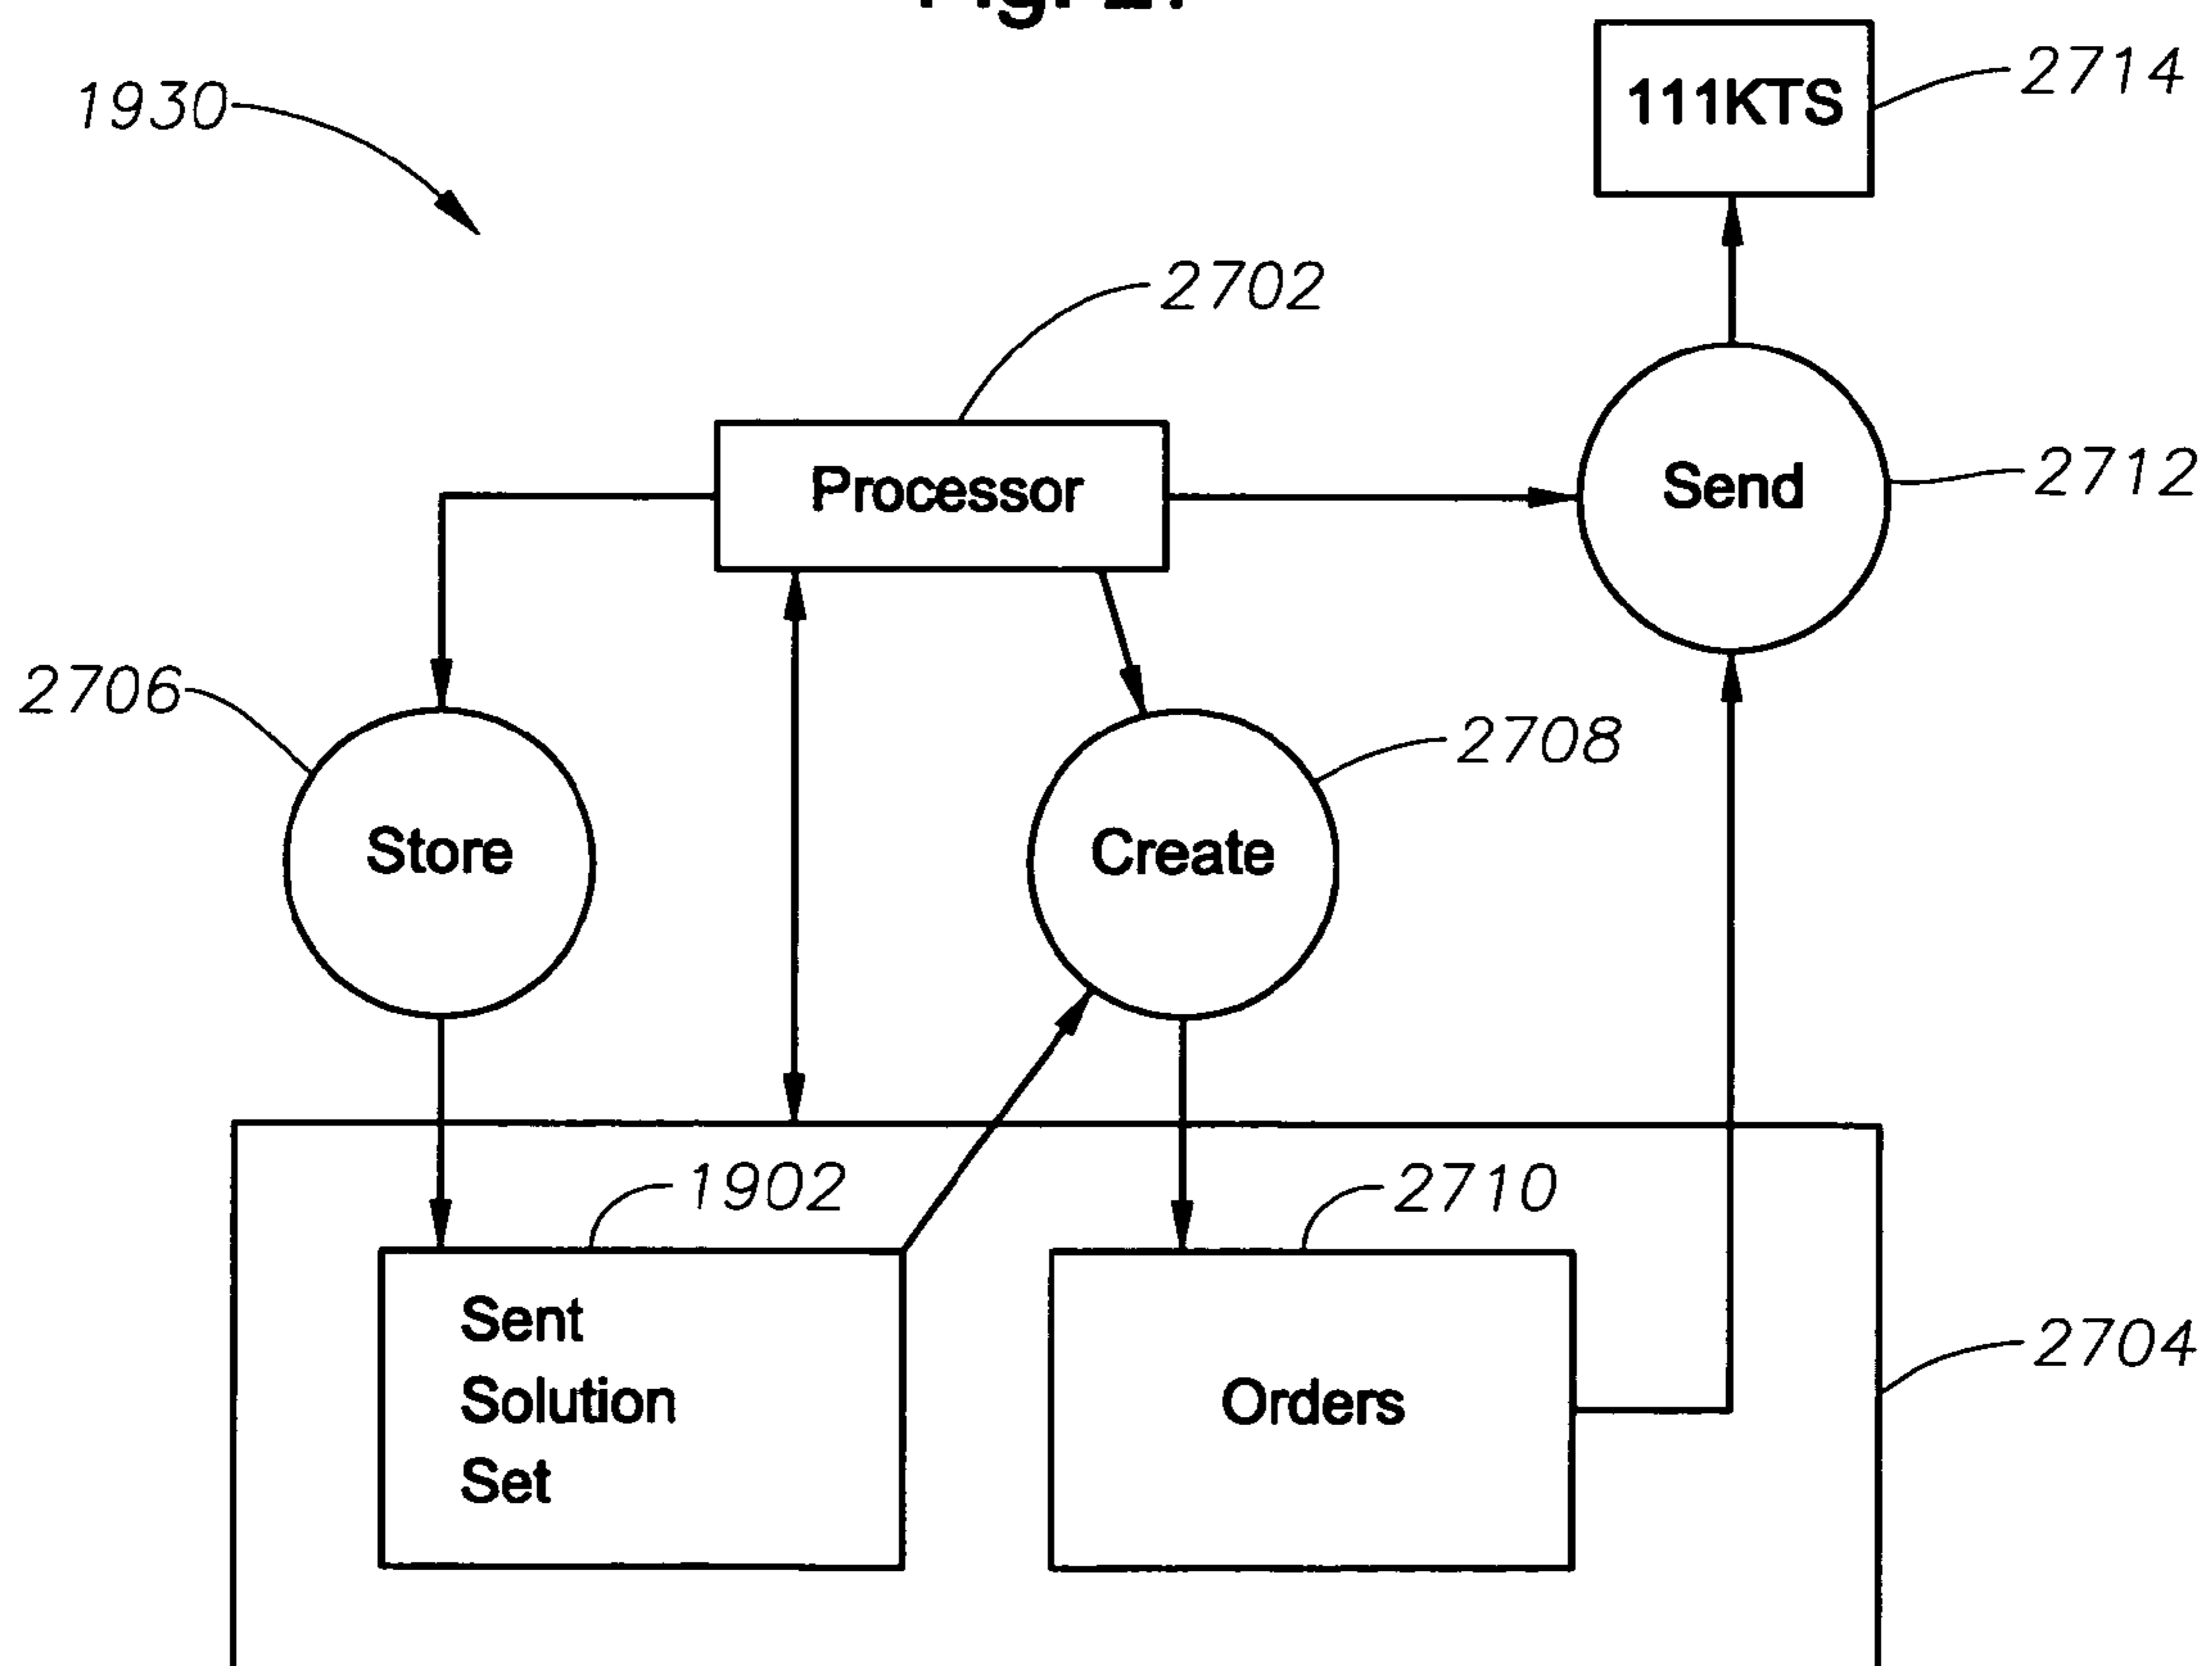 1930
111KTS
2714
2702
Processor
Send
2712
2706
2708
Store
Create
1902
2710
Sent
Solution
Set
Orders
2704